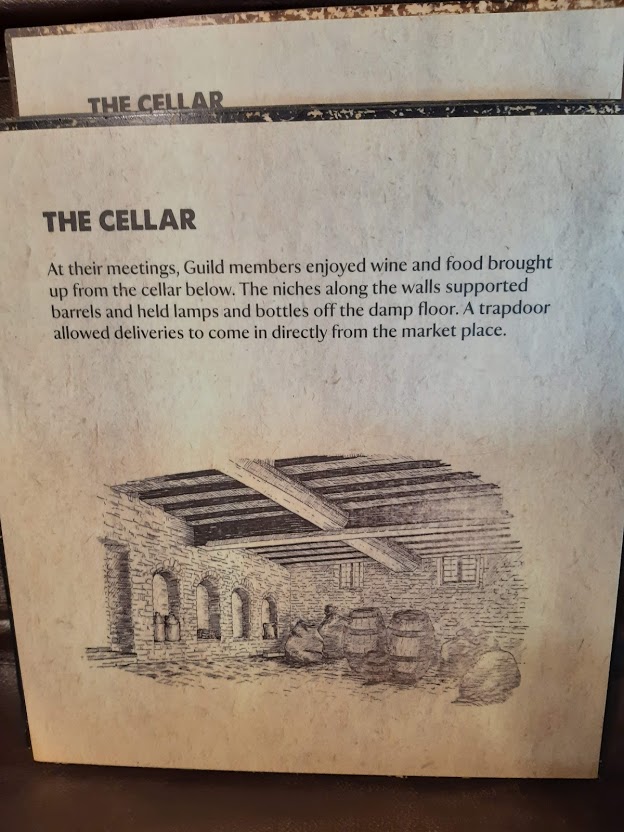 THE CELLAR
THE CELLAR
At their meetings, Guild members enjoyed wine and food brought
up from the cellar below. The niches along the walls supported
barrels and held lamps and bottles off the damp floor. A trapdoor
allowed deliveries to come in directly from the market place.